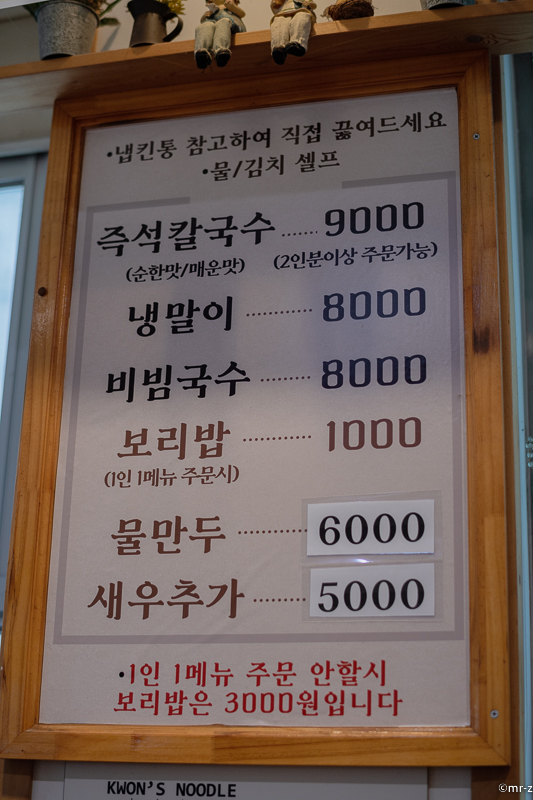 •냅킨통 참고하여 직접 끓여드세요
•물/김치 셀프
즉석칼국수 ...... 9000
(순한맛/매운맛) (2인분이상 주문가능)
냉말이 ............ 8000
비빔국수 ......... 8000
보리밥 ............ 1000
(1인 1메뉴 주문시)
물만두 ............ 6000
새우추가 ......... 5000
•1인 1메뉴 주문 안할시
보리밥은 3000원입니다
KWON'S NOODLE
©mr-z